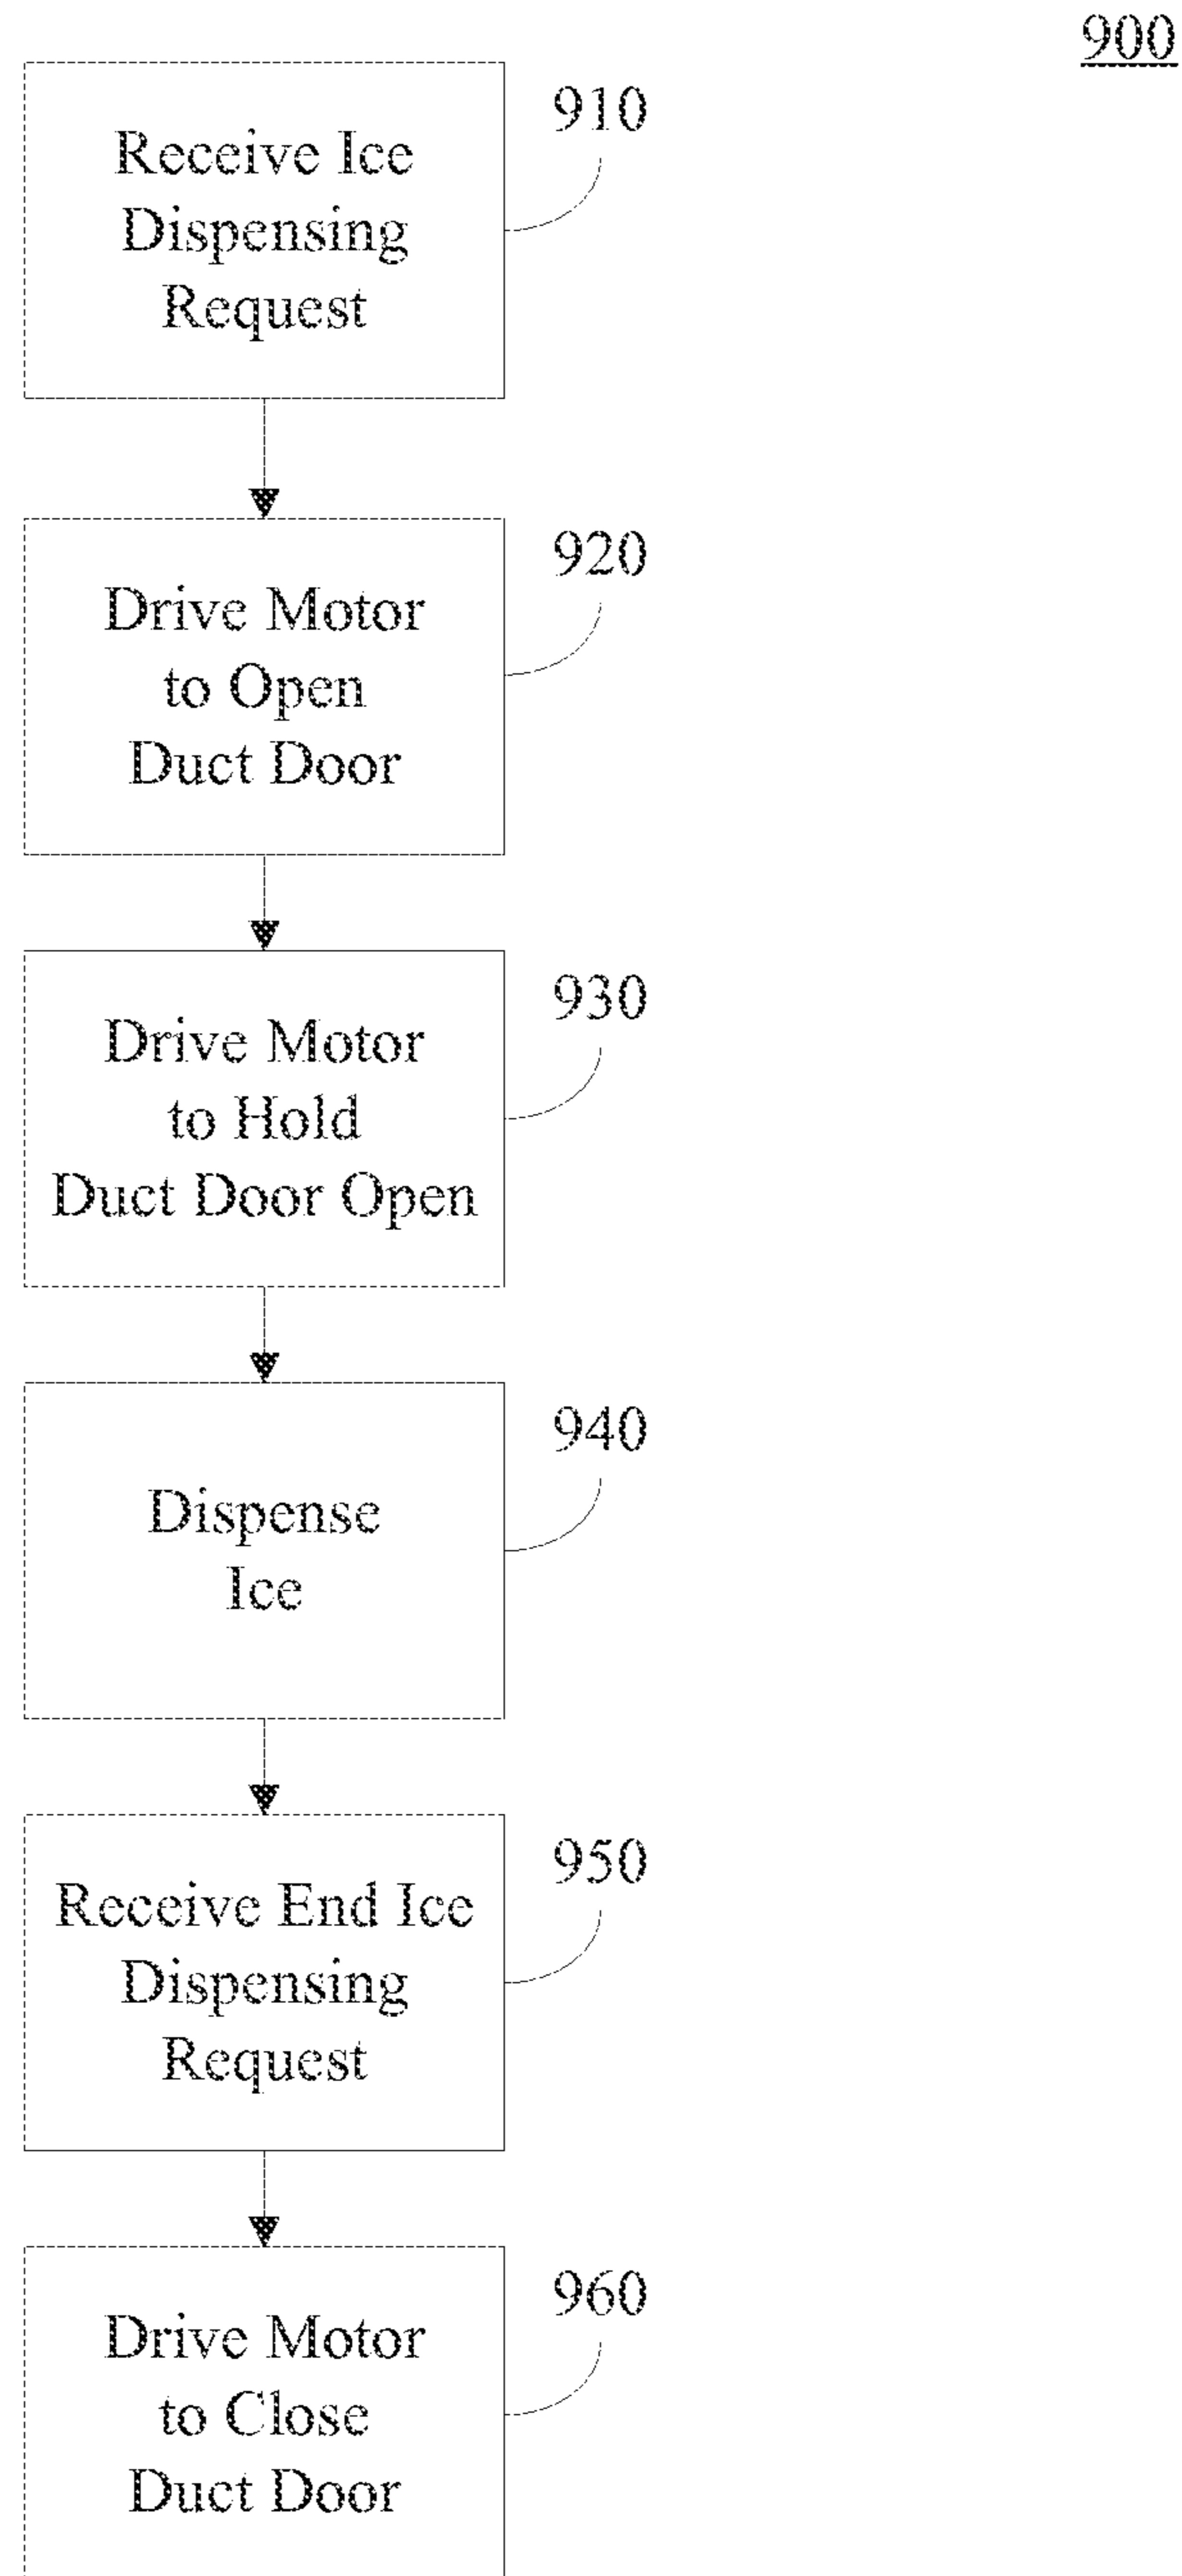 900
Receive Ice
Dispensing
Request
910
Drive Motor
to Open
Duct Door
920
Drive Motor
to Hold
Duct Door Open
930
Dispense
Ice
940
Receive End Ice
Dispensing
Request
950
Drive Motor
to Close
Duct Door
960